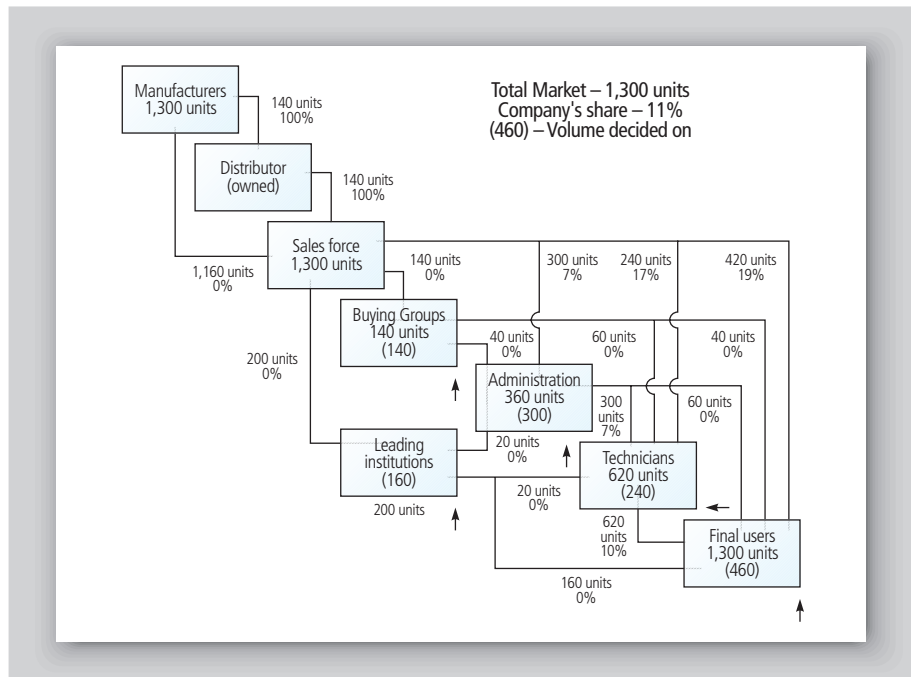 Total Market – 1,300 units
Company's share – 11%
(460) – Volume decided on
Manufacturers
1,300 units
140 units
100%
Distributor
(owned)
140 units
100%
Sales force
1,300 units
1,160 units
0%
140 units
0%
300 units
7%
240 units
17%
420 units
19%
Buying Groups
140 units
(140)
40 units
0%
60 units
0%
40 units
0%
200 units
0%
Administration
360 units
(300)
300
units
7%
60 units
0%
Leading
institutions
(160)
200 units
20 units
0%
Technicians
620 units
(240)
20 units
0%
620
units
10%
Final users
1,300 units
(460)
160 units
0%